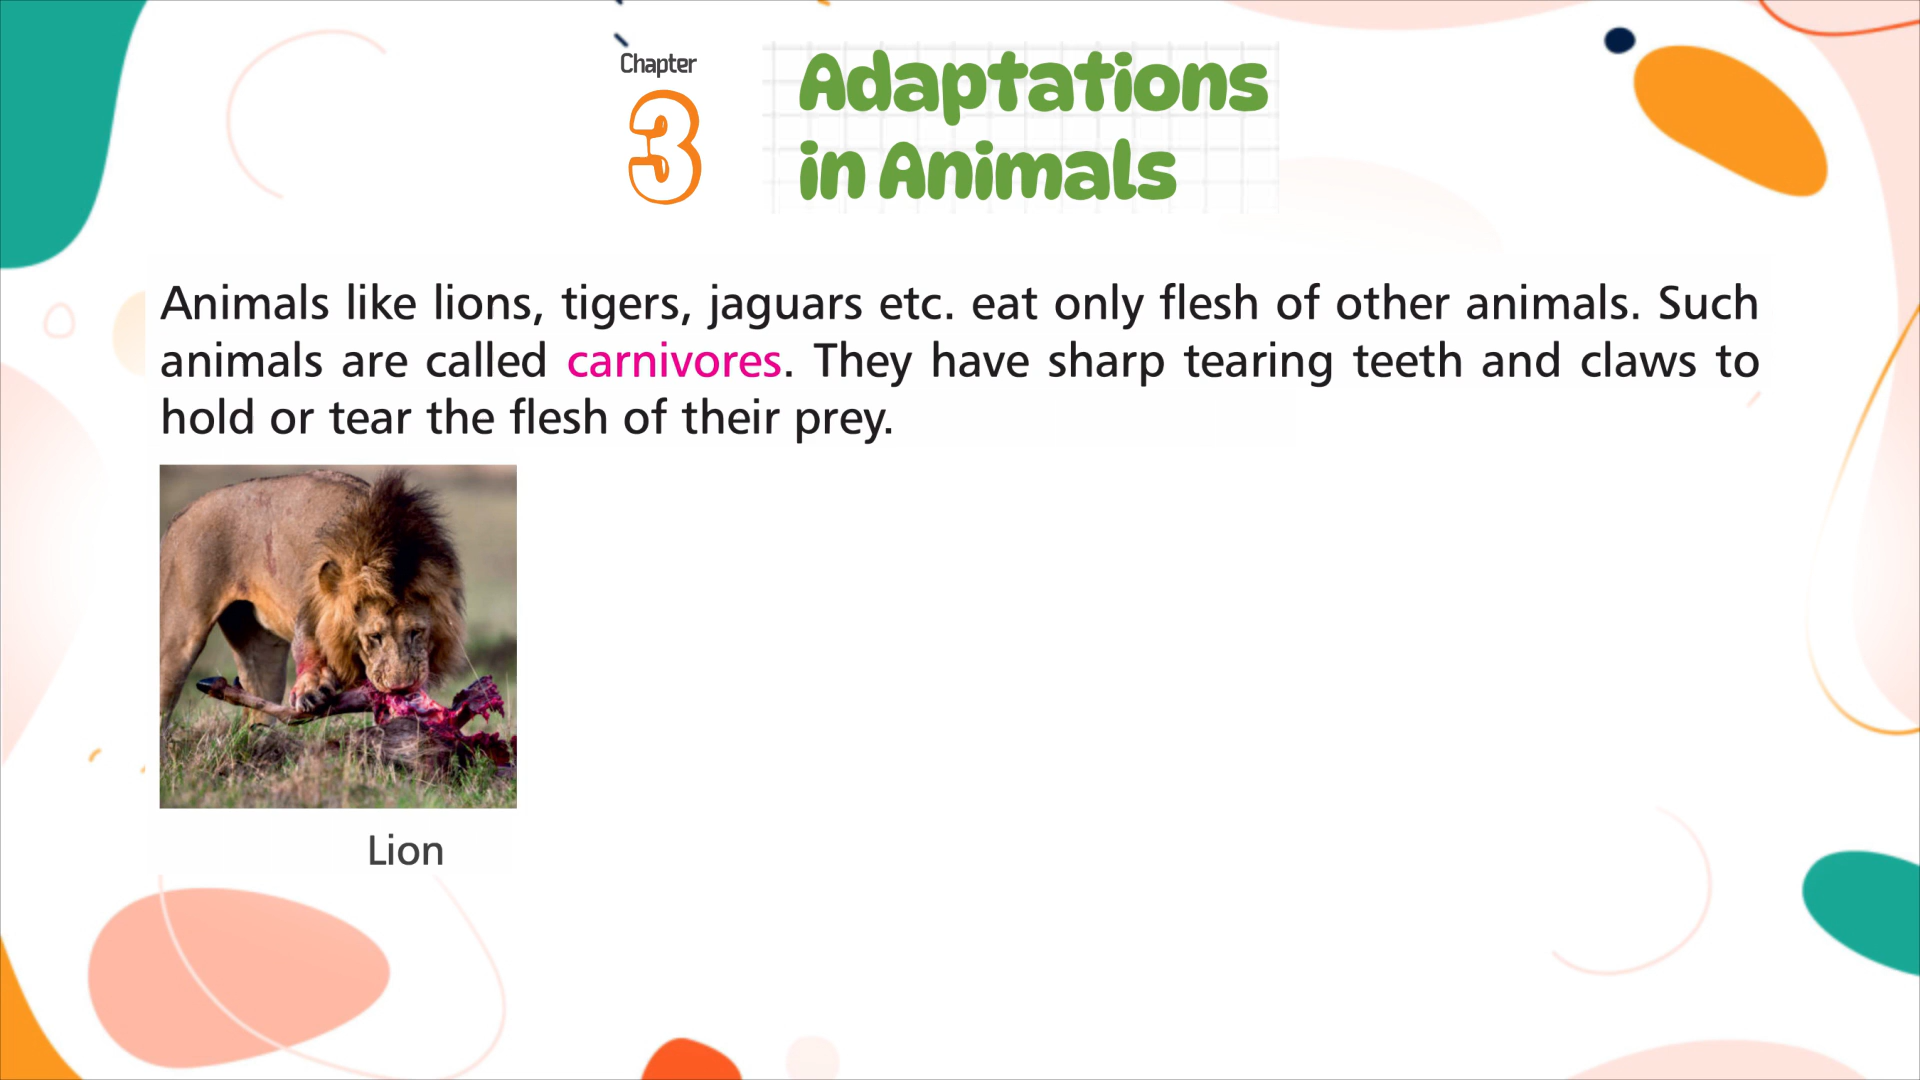 Chapter
3
Adaptations
in Animals
Animals like lions, tigers, jaguars etc. eat only flesh of other animals. Such
animals are called carnivores. They have sharp tearing teeth and claws to
hold or tear the flesh of their prey.
Lion